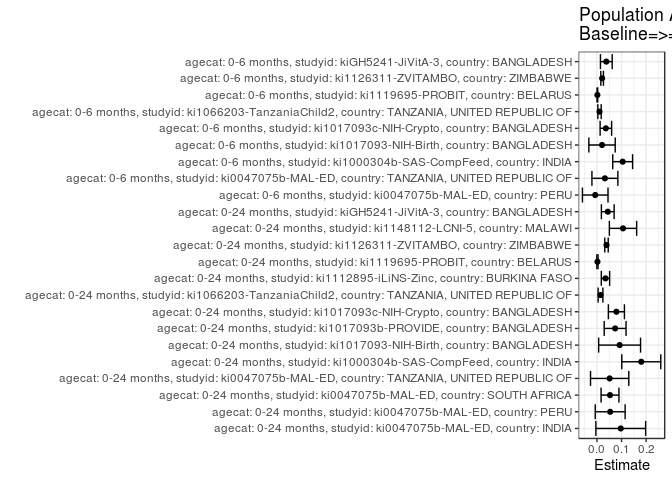 Population A
Baseline=>=
agecat: 0-6 months, studyid: kiGH5241-JiVitA-3, country: BANGLADESH
agecat: 0-6 months, studyid: ki1126311-ZVITAMBO, country: ZIMBABWE
agecat: 0-6 months, studyid: ki1119695-PROBIT, country: BELARUS
agecat: 0-6 months, studyid: ki1066203-TanzaniaChild2, country: TANZANIA, UNITED REPUBLIC OF
agecat: 0-6 months, studyid: ki1017093c-NIH-Crypto, country: BANGLADESH
agecat: 0-6 months, studyid: ki1017093-NIH-Birth, country: BANGLADESH
agecat: 0-6 months, studyid: ki1000304b-SAS-CompFeed, country: INDIA
agecat: 0-6 months, studyid: ki0047075b-MAL-ED, country: TANZANIA, UNITED REPUBLIC OF
agecat: 0-6 months, studyid: ki0047075b-MAL-ED, country: PERU
agecat: 0-24 months, studyid: kiGH5241-JiVitA-3, country: BANGLADESH
agecat: 0-24 months, studyid: ki1148112-LCNI-5, country: MALAWI
agecat: 0-24 months, studyid: ki1126311-ZVITAMBO, country: ZIMBABWE
agecat: 0-24 months, studyid: ki1119695-PROBIT, country: BELARUS
agecat: 0-24 months, studyid: ki1112895-iLiNS-Zinc, country: BURKINA FASO
agecat: 0-24 months, studyid: ki1066203-TanzaniaChild2, country: TANZANIA, UNITED REPUBLIC OF
agecat: 0-24 months, studyid: ki1017093c-NIH-Crypto, country: BANGLADESH
agecat: 0-24 months, studyid: ki1017093b-PROVIDE, country: BANGLADESH
agecat: 0-24 months, studyid: ki1017093-NIH-Birth, country: BANGLADESH
agecat: 0-24 months, studyid: ki1000304b-SAS-CompFeed, country: INDIA
agecat: 0-24 months, studyid: ki0047075b-MAL-ED, country: TANZANIA, UNITED REPUBLIC OF
agecat: 0-24 months, studyid: ki0047075b-MAL-ED, country: SOUTH AFRICA
agecat: 0-24 months, studyid: ki0047075b-MAL-ED, country: PERU
agecat: 0-24 months, studyid: ki0047075b-MAL-ED, country: INDIA
0.0 0.1 0.2
Estimate